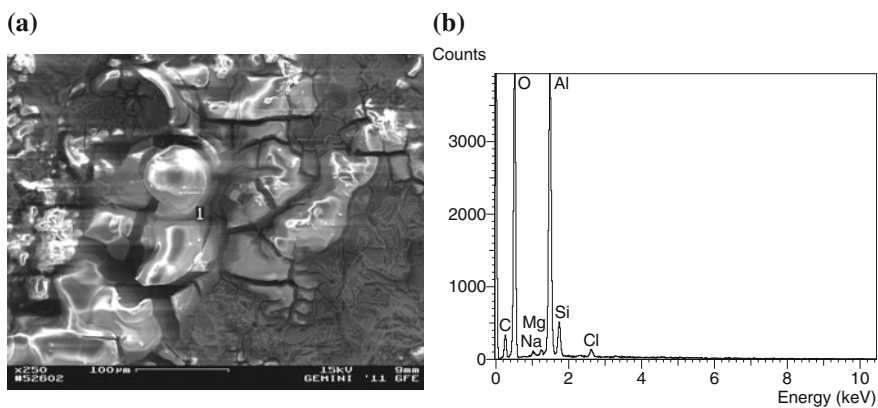 (a)
1
x250 100µm 15kV 9mm
#52602 GEMINI '11 GFE
(b)
Counts
3000
2000
1000
0
O
Al
C
Mg
Na
Si
Cl
0 2 4 6 8 10
Energy (keV)